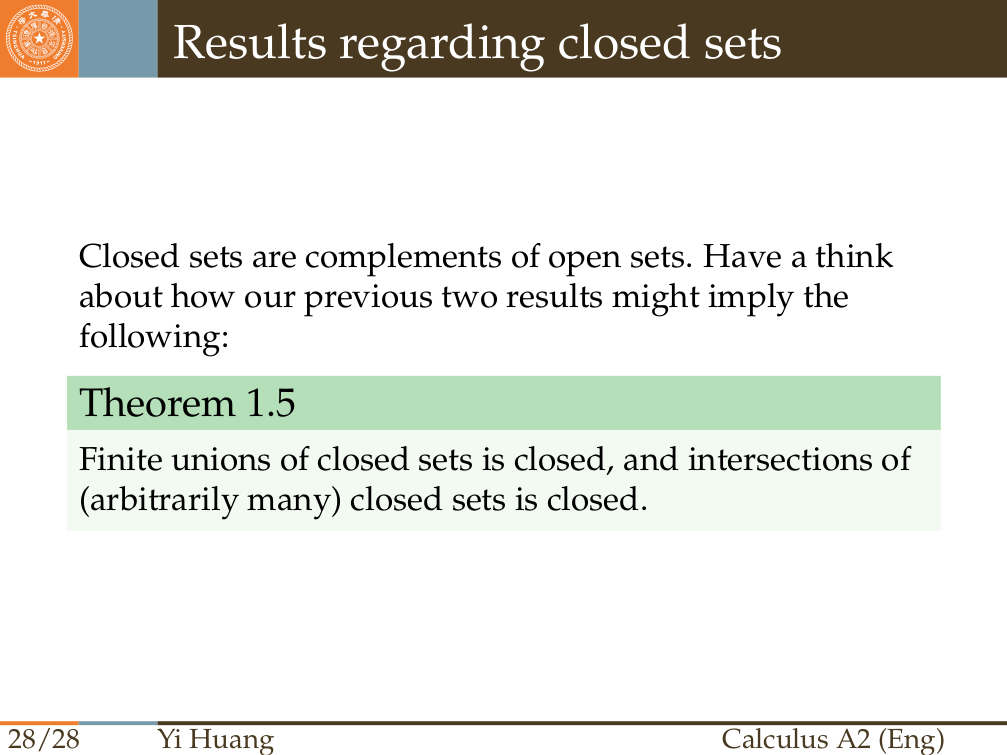 Results regarding closed sets
Closed sets are complements of open sets. Have a think
about how our previous two results might imply the
following:
Theorem 1.5
Finite unions of closed sets is closed, and intersections of
(arbitrarily many) closed sets is closed.
28/28
Yi Huang
Calculus A2 (Eng)